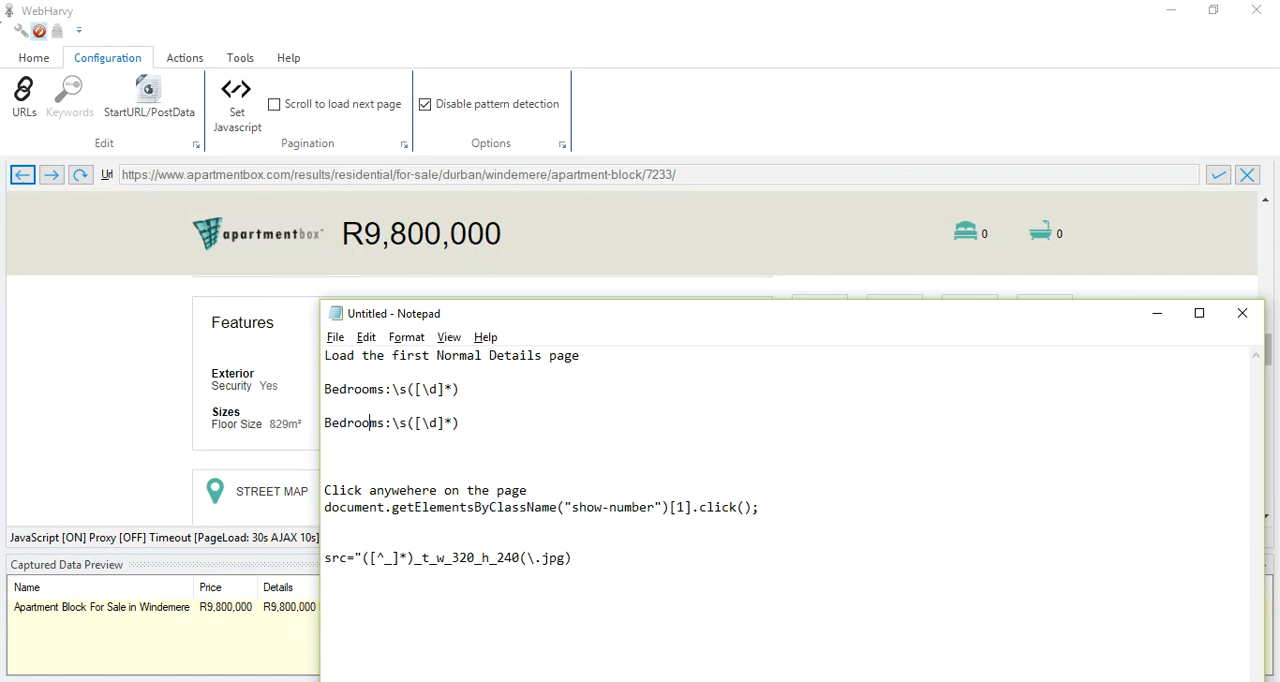 WebHarvy
Home Configuration Actions Tools Help
URLs Keywords StartURL/PostData
Set Javascript
Scroll to load next page
Disable pattern detection
Edit Pagination Options
Url https://www.apartmentbox.com/results/residential/for-sale/durban/windemere/apartment-block/7233/
apartmentbox R9,800,000 0 0
Features
Exterior
Security Yes
Sizes
Floor Size 829m²
STREET MAP
JavaScript [ON] Proxy [OFF] Timeout [PageLoad: 30s AJAX 10s]
Captured Data Preview
Name Price Details
Apartment Block For Sale in Windemere R9,800,000 R9,800,000
Untitled - Notepad
File Edit Format View Help
Load the first Normal Details page
Bedrooms:\s([\d]*)
Bedrooms:\s([\d]*)
Click anywehere on the page
document.getElementsByClassName("show-number")[1].click();
src="([^_]*)_t_w_320_h_240(\.jpg)